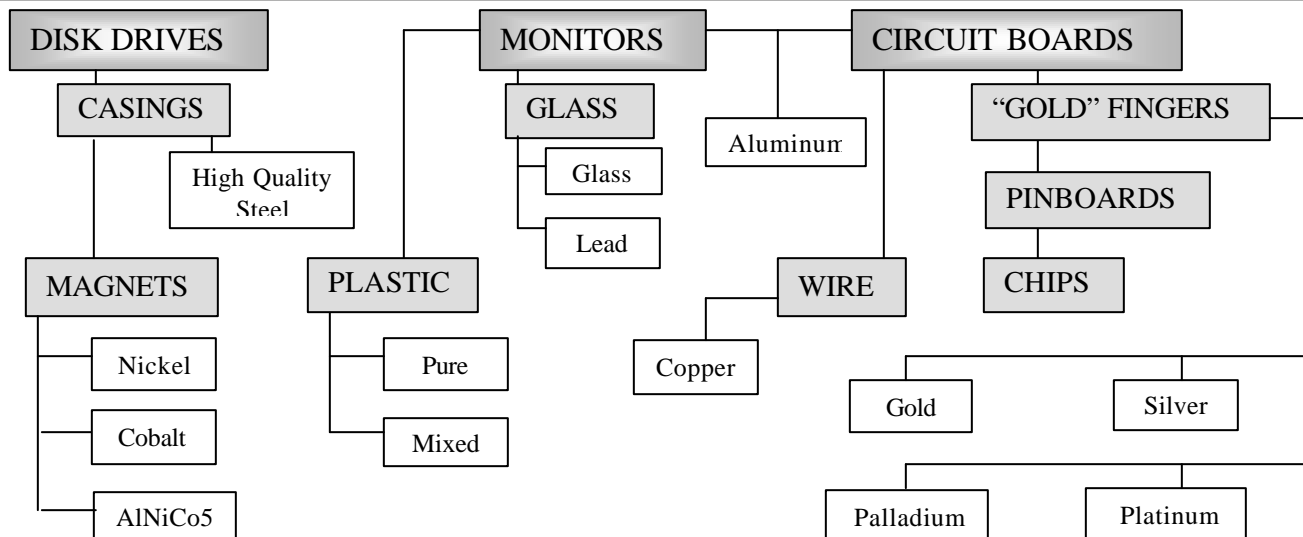 DISK DRIVES
MONITORS
CIRCUIT BOARDS
CASINGS
GLASS
“GOLD” FINGERS
Aluminum
High Quality
Steel
Glass
PINBOARDS
Lead
MAGNETS
PLASTIC
WIRE
CHIPS
Nickel
Pure
Copper
Gold
Silver
Cobalt
Mixed
AlNiCo5
Palladium
Platinum